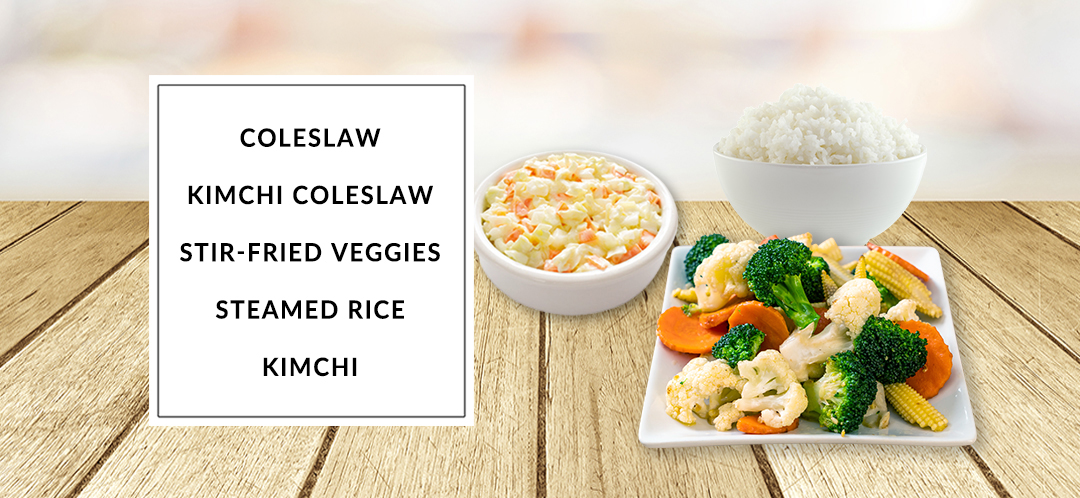 COLESLAW
KIMCHI COLESLAW
STIR-FRIED VEGGIES
STEAMED RICE
KIMCHI